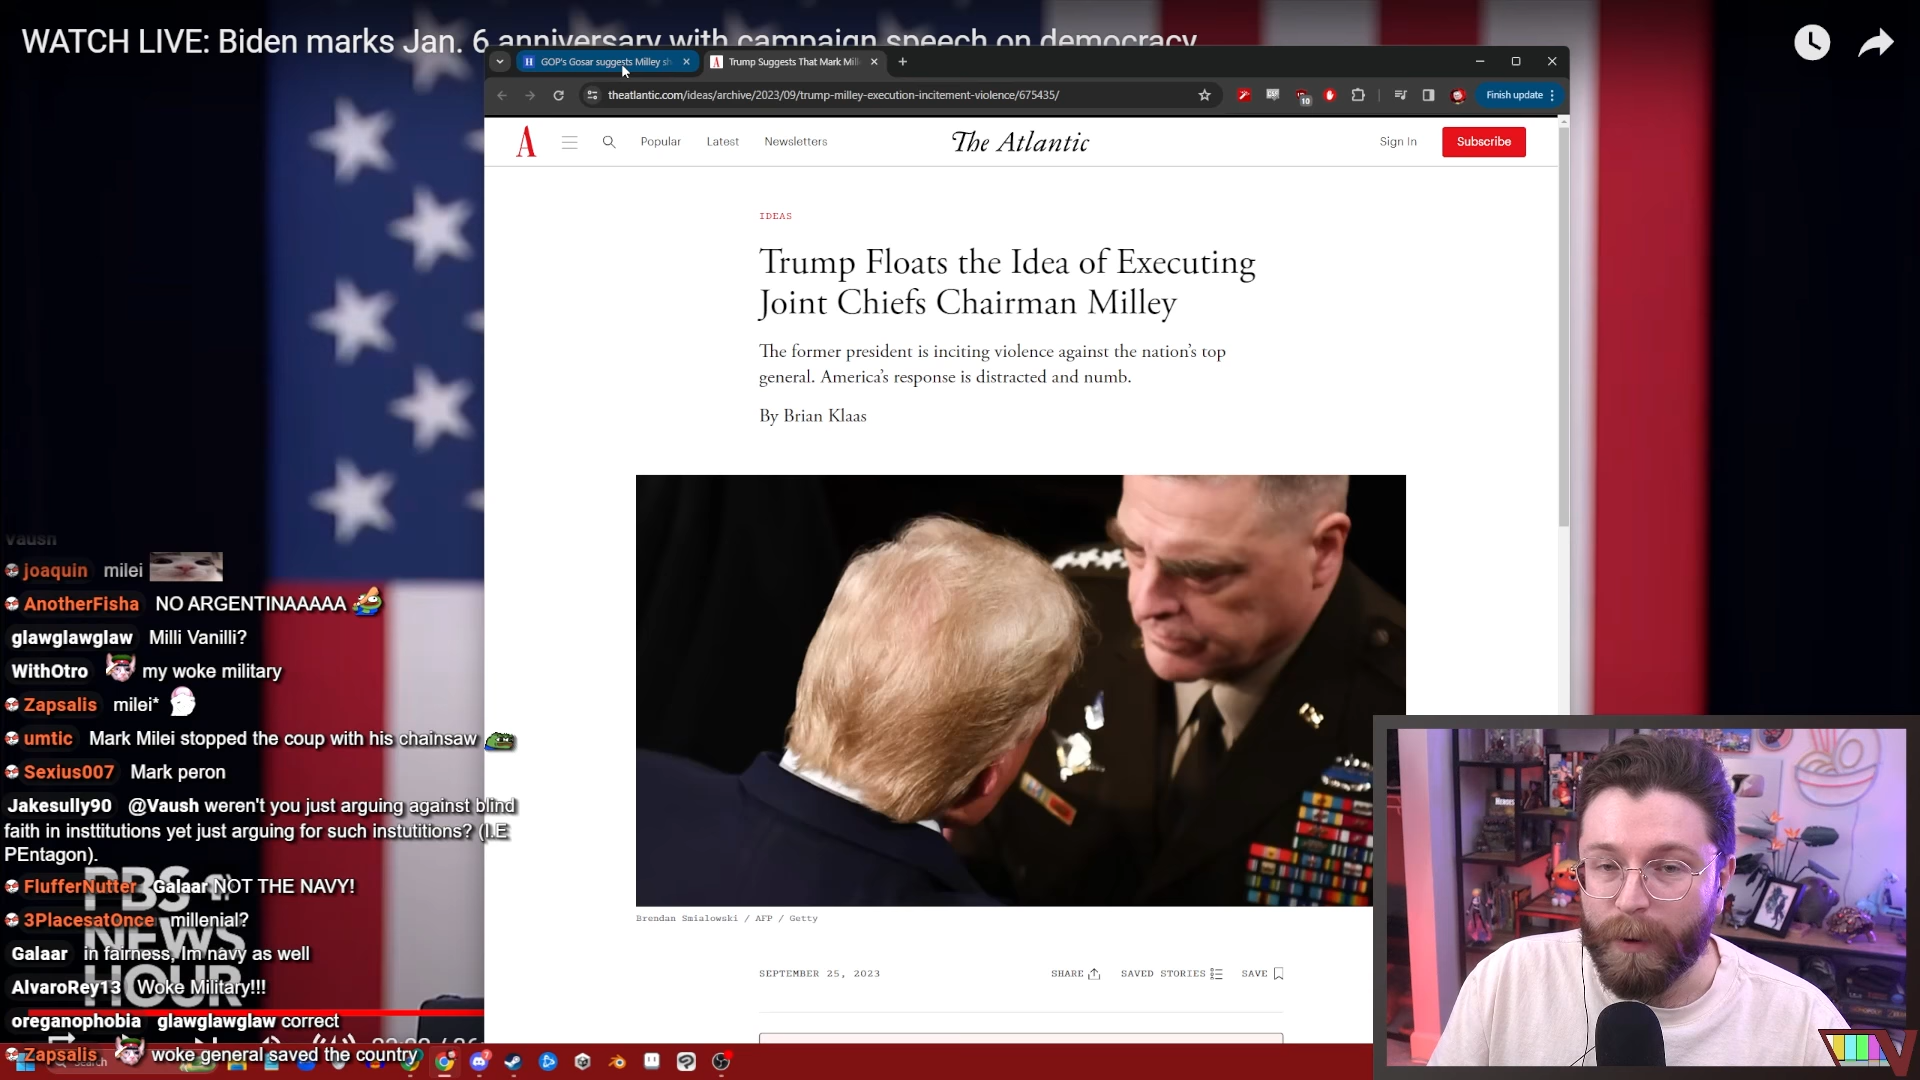 WATCH LIVE: Biden marks Jan. 6 anniversary with campaign speech on democracy
GOP's Gosar suggests Milley sh
Trump Suggests That Mark Mill
theatlantic.com/ideas/archive/2023/09/trump-milley-execution-incitement-violence/675435/
10
Finish update
Popular
Latest
Newsletters
The Atlantic
Sign In
Subscribe
IDEAS
Trump Floats the Idea of Executing
Joint Chiefs Chairman Milley
The former president is inciting violence against the nation's top
general. America's response is distracted and numb.
By Brian Klaas
Brendan Smialowski / AFP / Getty
SEPTEMBER 25, 2023
SHARE
SAVED STORIES
SAVE
Vaush
joaquin milei
AnotherFisha NO ARGENTINAAAAA
glawglawglaw Milli Vanilli?
WithOtro my woke military
Zapsalis milei*
umtic Mark Milei stopped the coup with his chainsaw
Sexius007 Mark peron
Jakesully90 @Vaush weren't you just arguing against blind
faith in insttitutions yet just arguing for such instutitions? (I.E
PEntagon).
FlufferNutter Galaar NOT THE NAVY!
3PlacesatOnce millenial?
Galaar in fairness, Im navy as well
AlvaroRey13 Woke Military!!!
oreganophobia glawglawglaw correct
Zapsalis woke general saved the country
PBS
NEWS
HOUR
Search